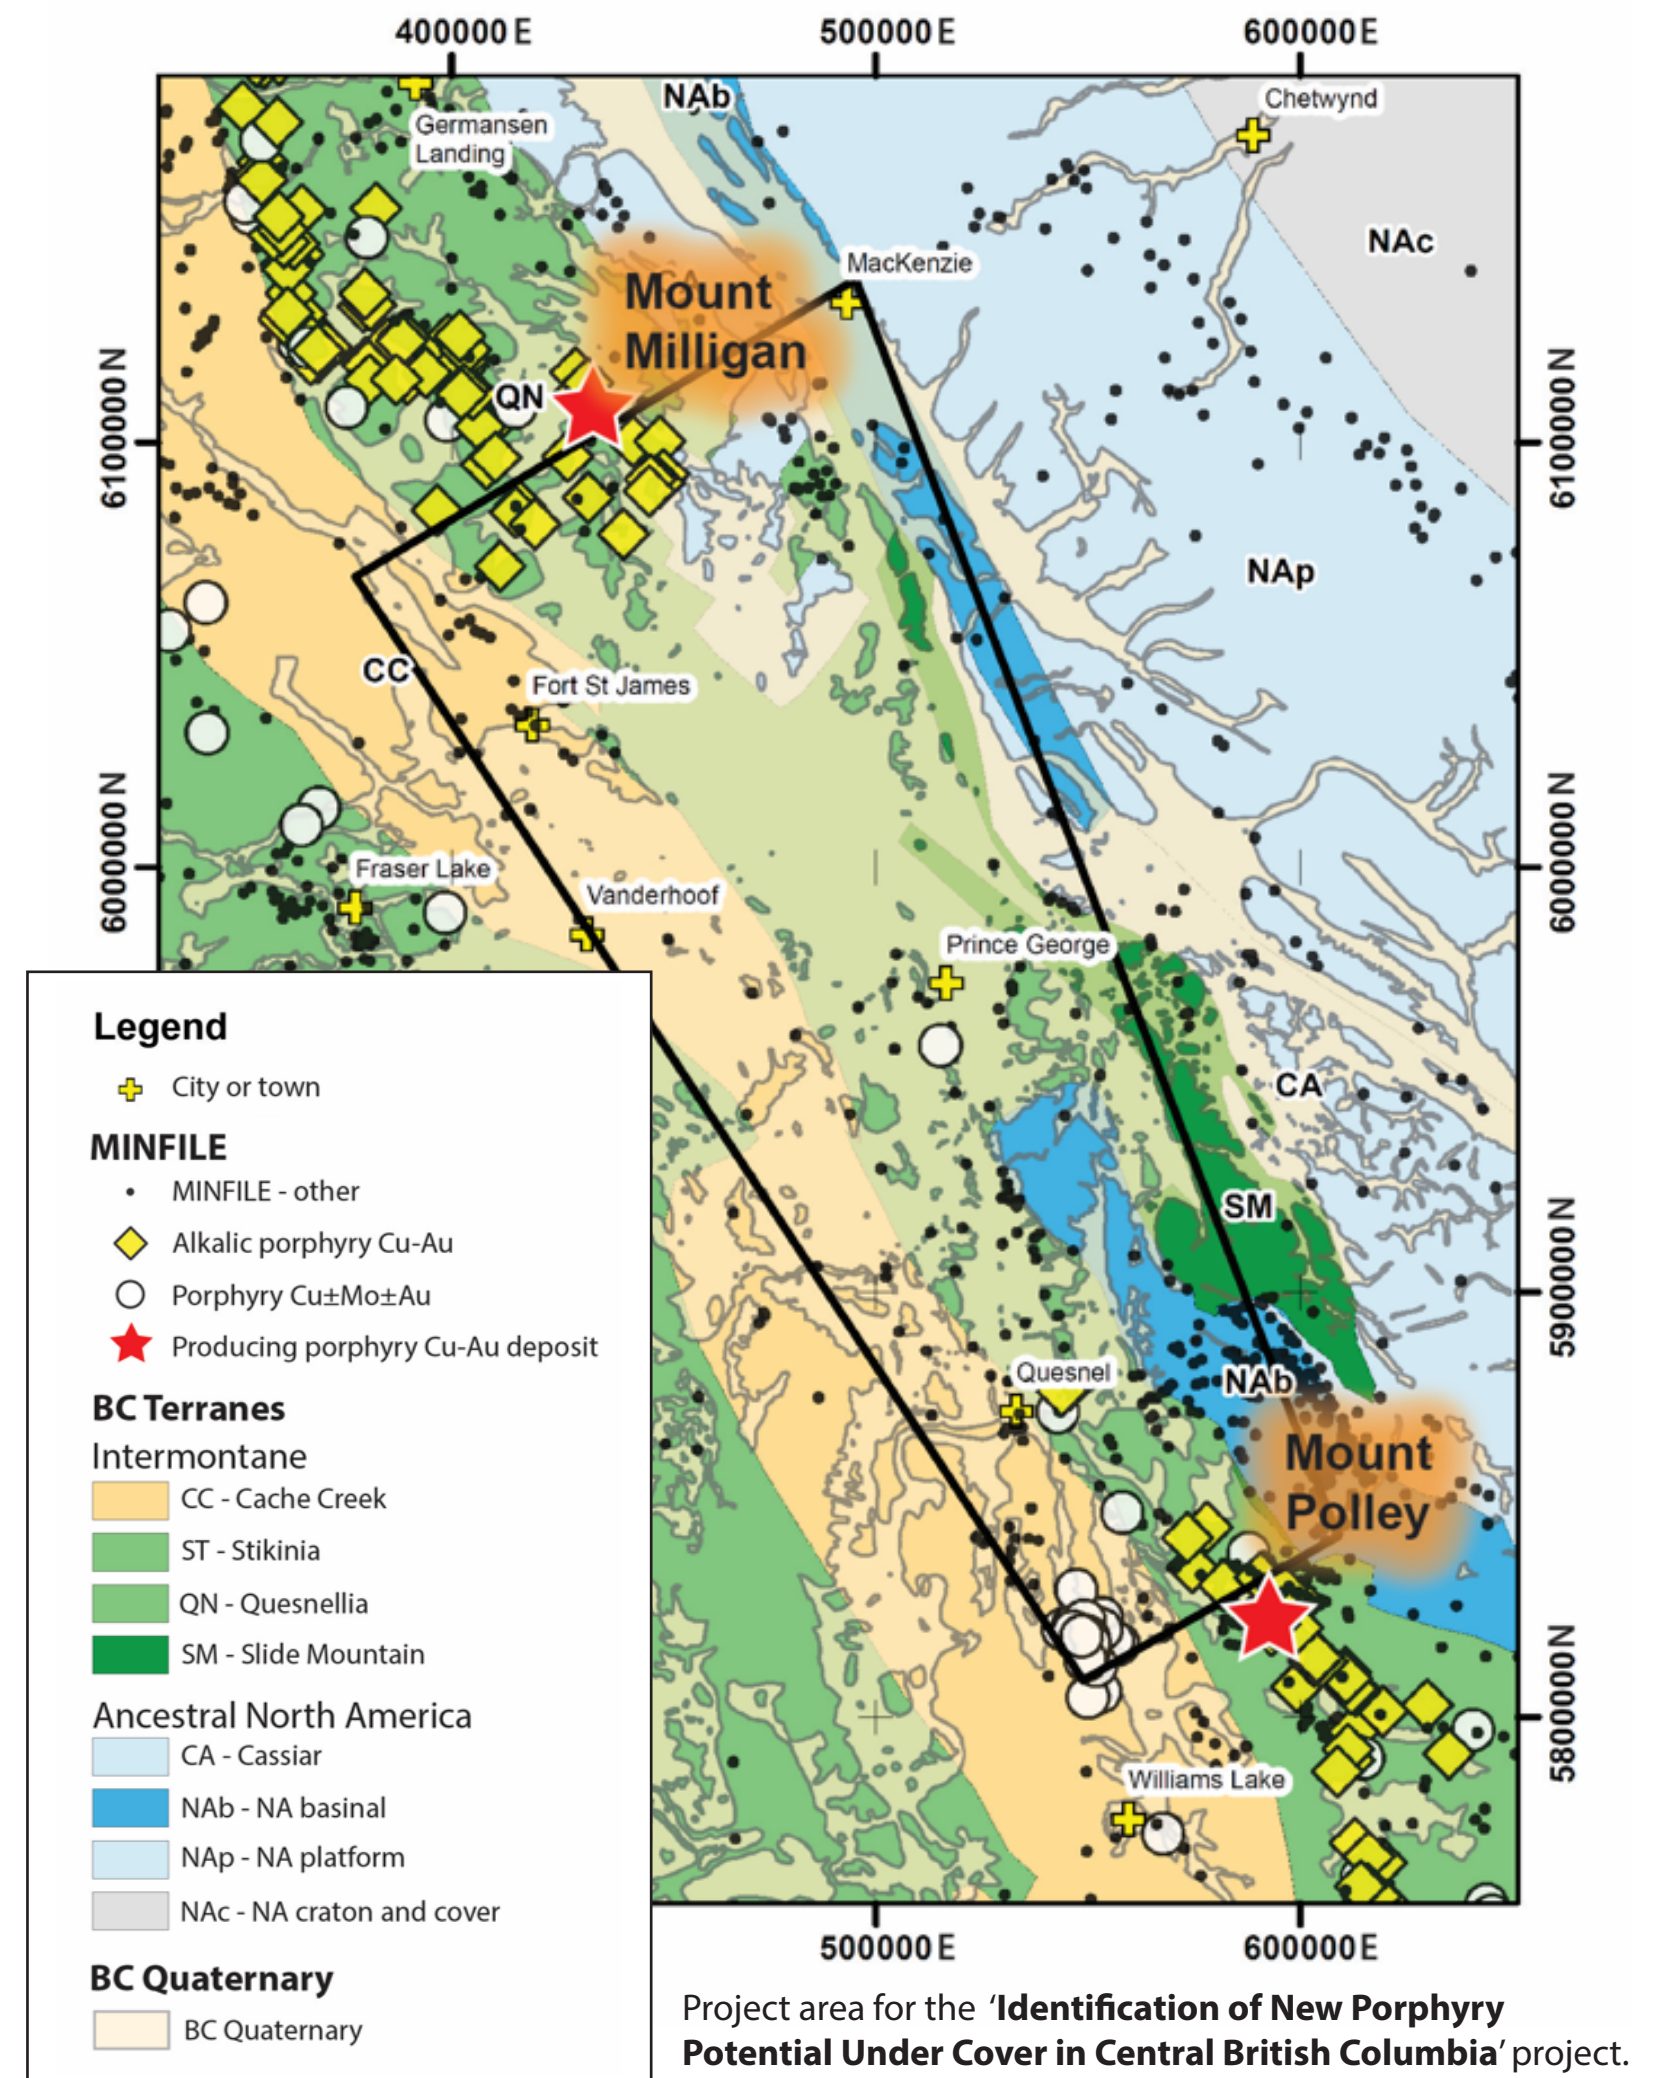 400000 E
500000 E
600000 E
NAb
Chetwynd
Germansen
Landing
NAc
MacKenzie
Mount
Milligan
QN
6100000 N
6100000 N
NAp
CC
Fort St James
6000000 N
6000000 N
Fraser Lake
Vanderhoof
Prince George
CA
SM
5900000 N
Quesnel
NAb
Mount
Polley
5800000 N
Williams Lake
500000 E
600000 E
Legend
City or town
MINFILE
MINFILE - other
Alkalic porphyry Cu-Au
Porphyry Cu±Mo±Au
Producing porphyry Cu-Au deposit
BC Terranes
Intermontane
CC - Cache Creek
ST - Stikinia
QN - Quesnellia
SM - Slide Mountain
Ancestral North America
CA - Cassiar
NAb - NA basinal
NAp - NA platform
NAc - NA craton and cover
BC Quaternary
BC Quaternary
Project area for the ‘Identification of New Porphyry
Potential Under Cover in Central British Columbia’ project.